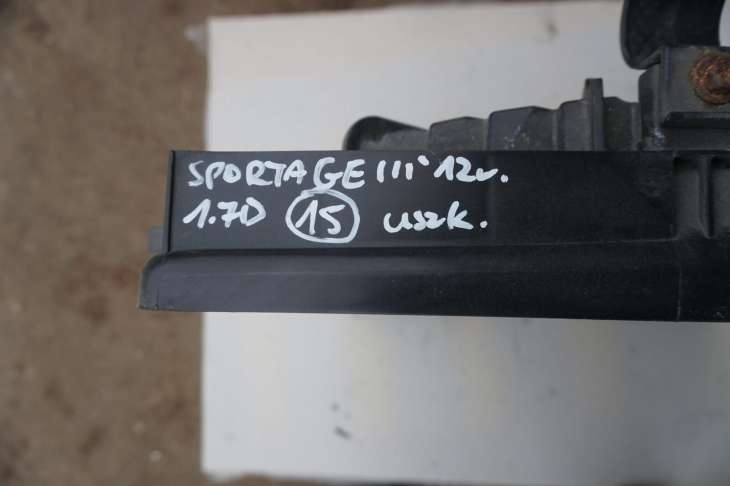 SPORTAGE III '12r.
1.7D 15 uszk.